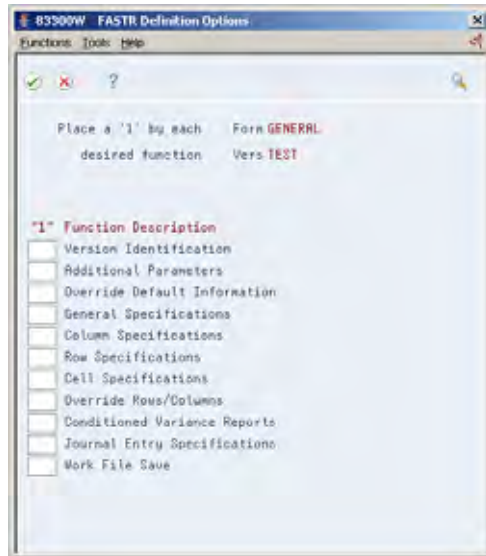 83500W FASTR Definition Options
Functions Tools Help
?
Place a '1' by each Form GENERAL
desired function Vers TEST
"1" Function Description
Version Identification
Additional Parameters
Override Default Information
General Specifications
Column Specifications
Row Specifications
Cell Specifications
Override Rows/Columns
Conditioned Variance Reports
Journal Entry Specifications
Work File Save